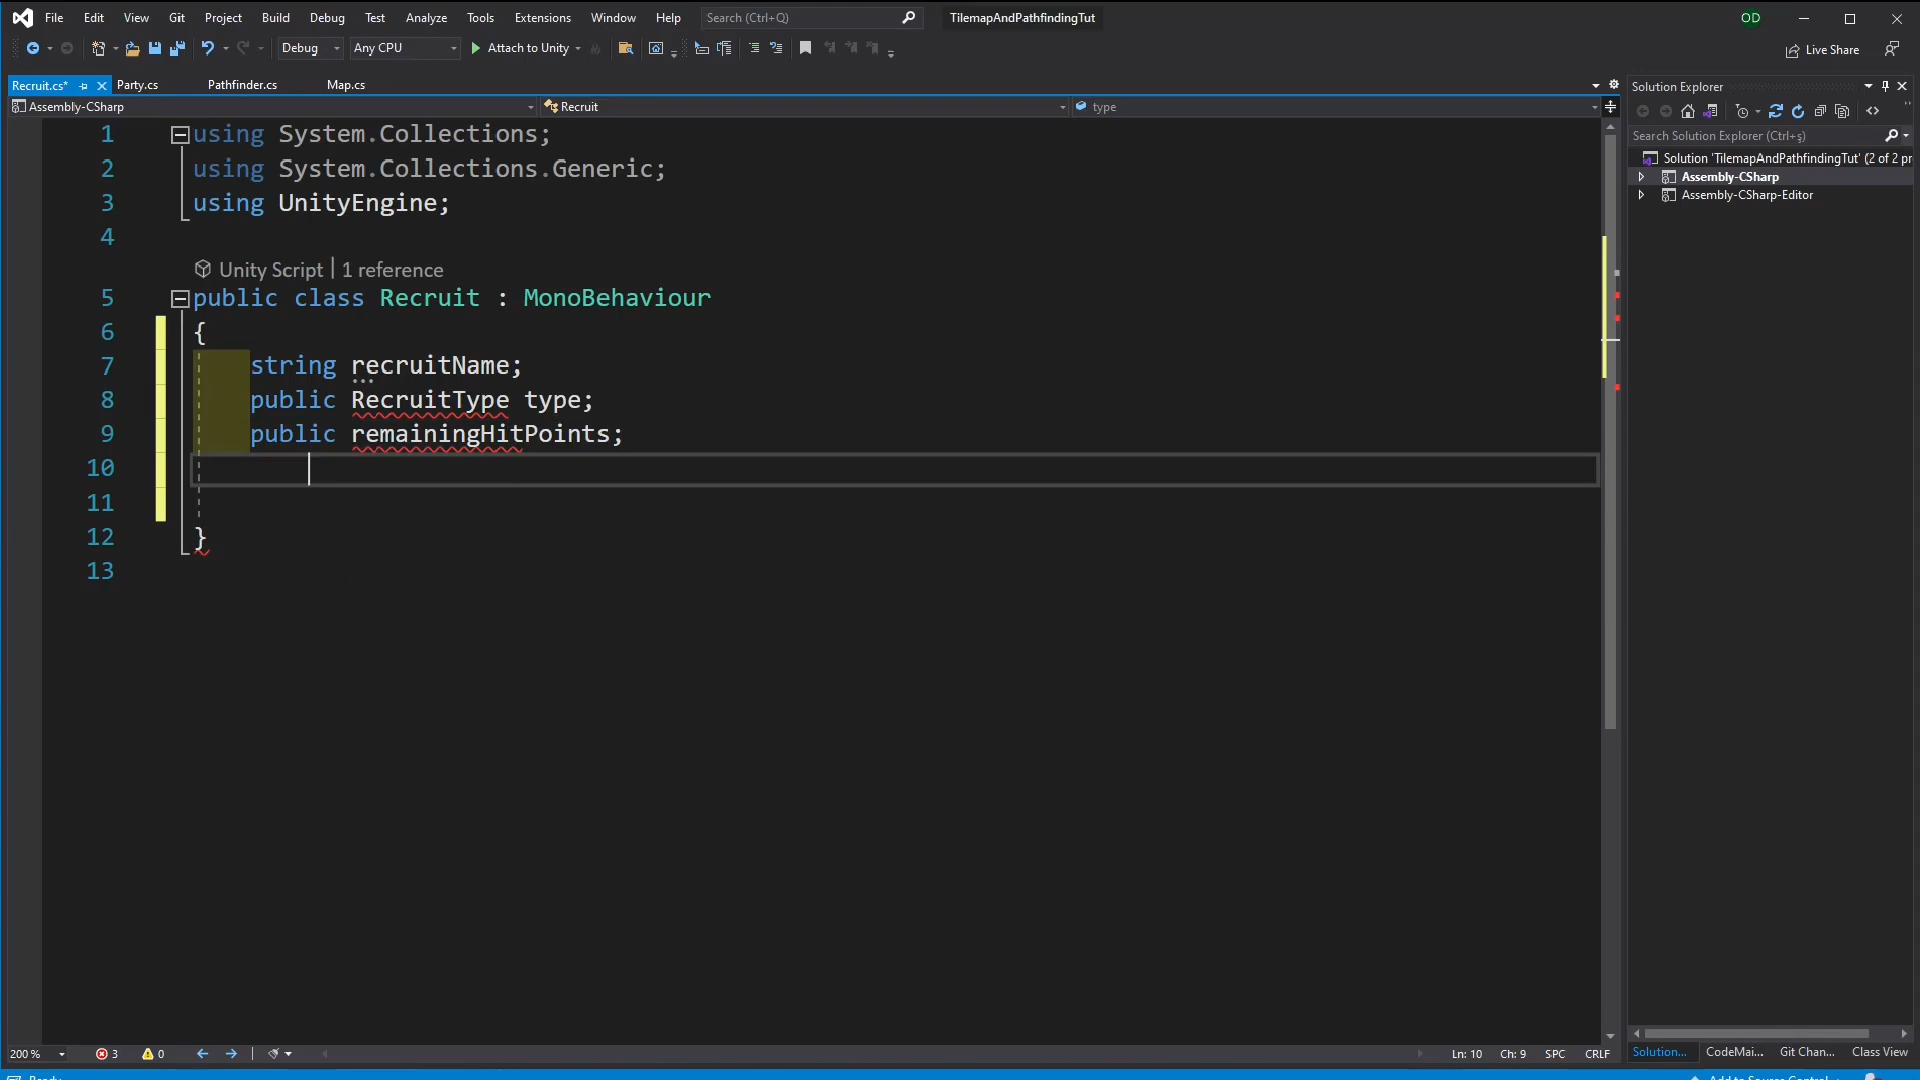 File Edit View Git Project Build Debug Test Analyze Tools Extensions Window Help Search (Ctrl+Q) TilemapAndPathfindingTut OD
Debug Any CPU Attach to Unity Live Share
Recruit.cs* Party.cs Pathfinder.cs Map.cs
Assembly-CSharp Recruit type
1 using System.Collections;
2 using System.Collections.Generic;
3 using UnityEngine;
4
Unity Script | 1 reference
5 public class Recruit : MonoBehaviour
6 {
7 string recruitName;
8 public RecruitType type;
9 public remainingHitPoints;
10
11
12 }
13
Solution Explorer
Search Solution Explorer (Ctrl+ş)
Solution 'TilemapAndPathfindingTut' (2 of 2 pr
Assembly-CSharp
Assembly-CSharp-Editor
200 % 3 0 Ln: 10 Ch: 9 SPC CRLF
Solution... CodeMai... Git Chan... Class View
Ready Add to Source Control